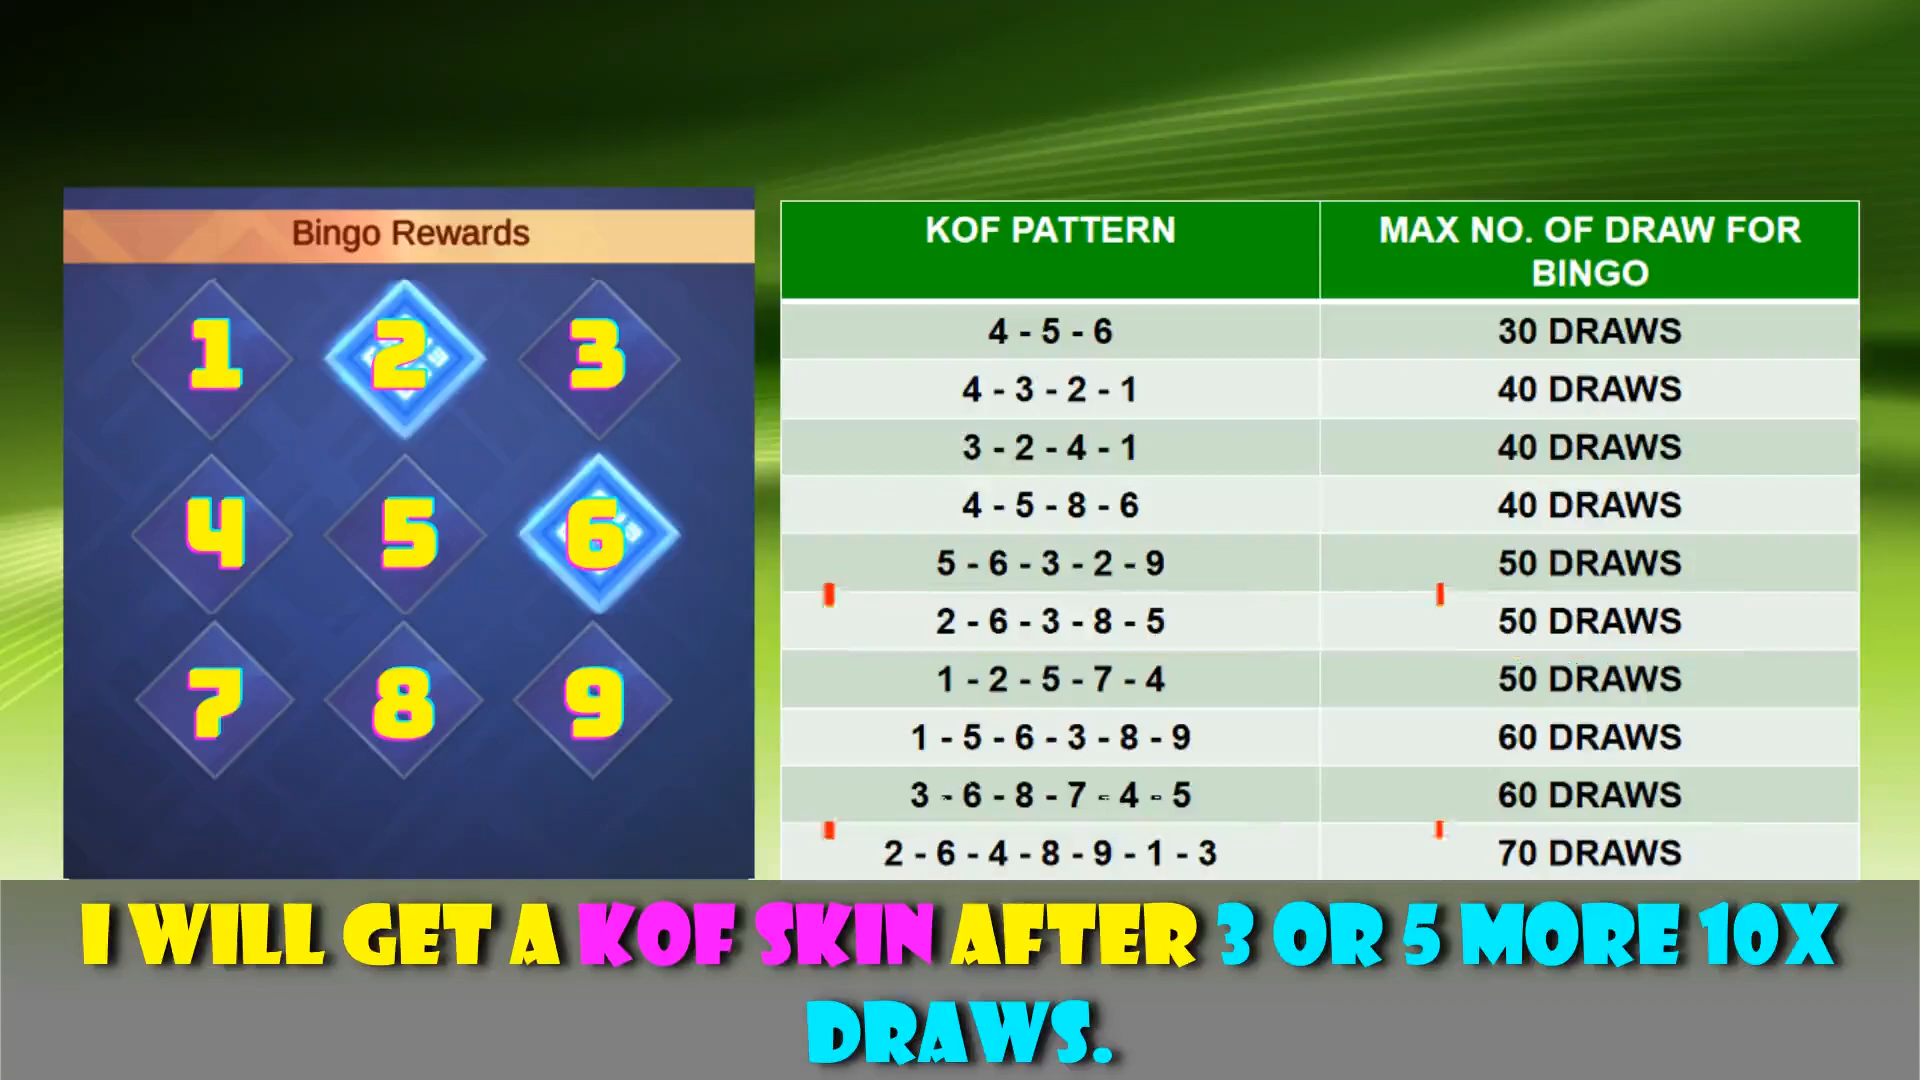 Bingo Rewards
1 2 3
4 5 6
7 8 9
KOF PATTERN MAX NO. OF DRAW FOR BINGO
4 - 5 - 6 30 DRAWS
4 - 3 - 2 - 1 40 DRAWS
3 - 2 - 4 - 1 40 DRAWS
4 - 5 - 8 - 6 40 DRAWS
5 - 6 - 3 - 2 - 9 50 DRAWS
2 - 6 - 3 - 8 - 5 50 DRAWS
1 - 2 - 5 - 7 - 4 50 DRAWS
1 - 5 - 6 - 3 - 8 - 9 60 DRAWS
3 - 6 - 8 - 7 - 4 - 5 60 DRAWS
2 - 6 - 4 - 8 - 9 - 1 - 3 70 DRAWS
I WILL GET A KOF SKIN AFTER 3 OR 5 MORE 10X
DRAWS.